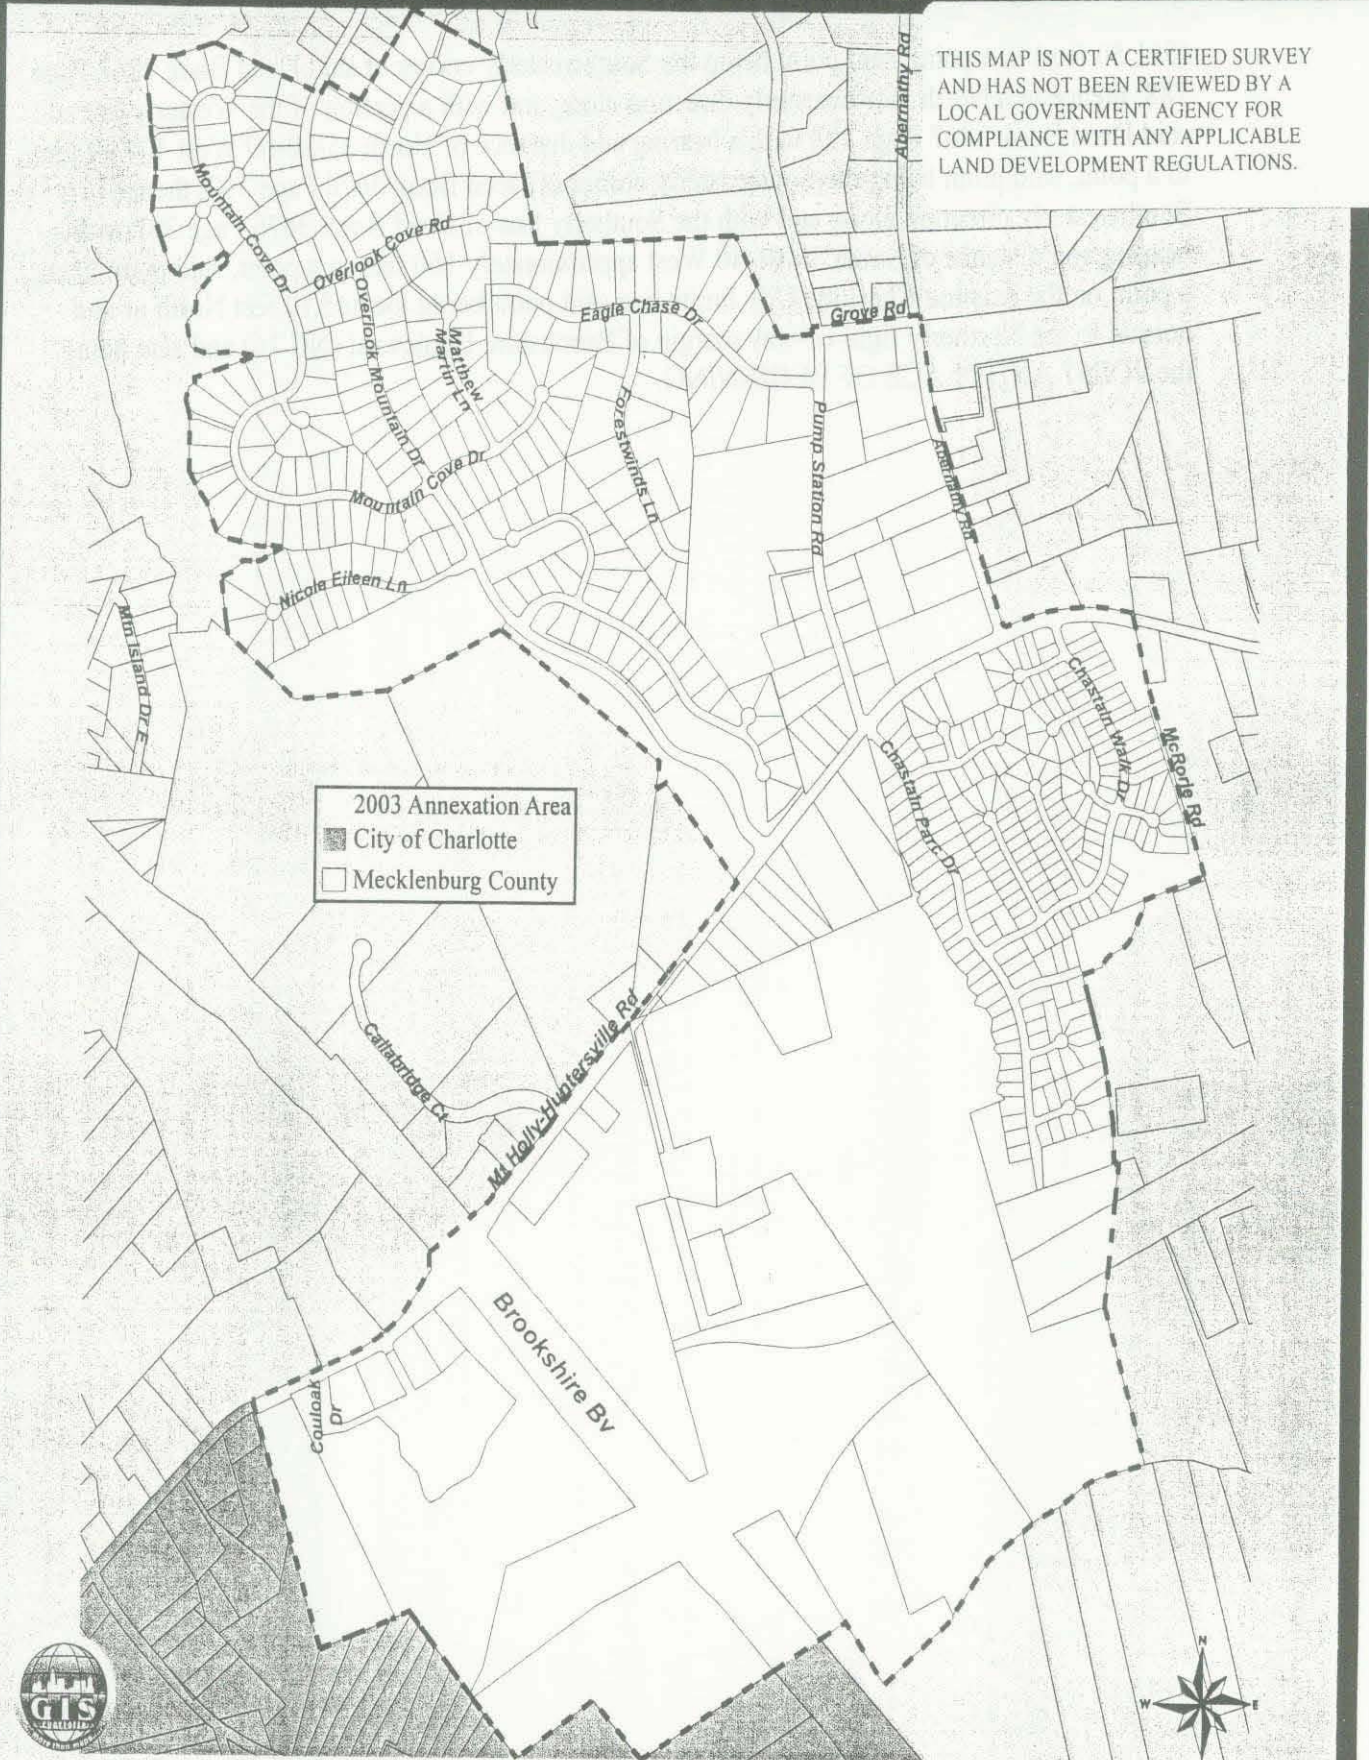 THIS MAP IS NOT A CERTIFIED SURVEY
AND HAS NOT BEEN REVIEWED BY A
LOCAL GOVERNMENT AGENCY FOR
COMPLIANCE WITH ANY APPLICABLE
LAND DEVELOPMENT REGULATIONS.
Abernathy Rd
Mountain Cove Dr
Overlook Cove Rd
Overlook Mountain Dr
Matthew
Martin Ln
Eagle Chase Dr
Grove Rd
Forestwinds Ln
Pump Station Rd
Abernathy Rd
Mountain Cove Dr
Nicole Eileen Ln
Mtn Island Dr E
Chastain Walk Dr
McRorie Rd
Chastain Parc Dr
2003 Annexation Area
City of Charlotte
Mecklenburg County
Callabridge Ct
Mt Holly-Huntersville Rd
Brookshire Bv
Couloak
Dr
GIS
N
W
E
S